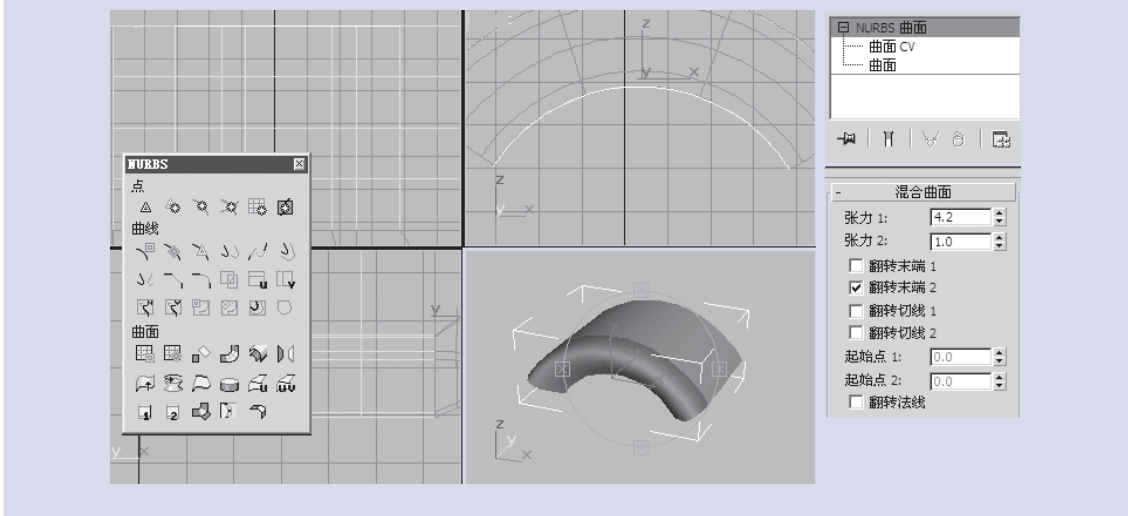 NURBS
点
曲线
曲面
z
y x
z
y x
y
y x
z
y
x
NURBS 曲面
曲面 CV
曲面
- 混合曲面
张力 1: 4.2
张力 2: 1.0
翻转末端 1
翻转末端 2
翻转切线 1
翻转切线 2
起始点 1: 0.0
起始点 2: 0.0
翻转法线